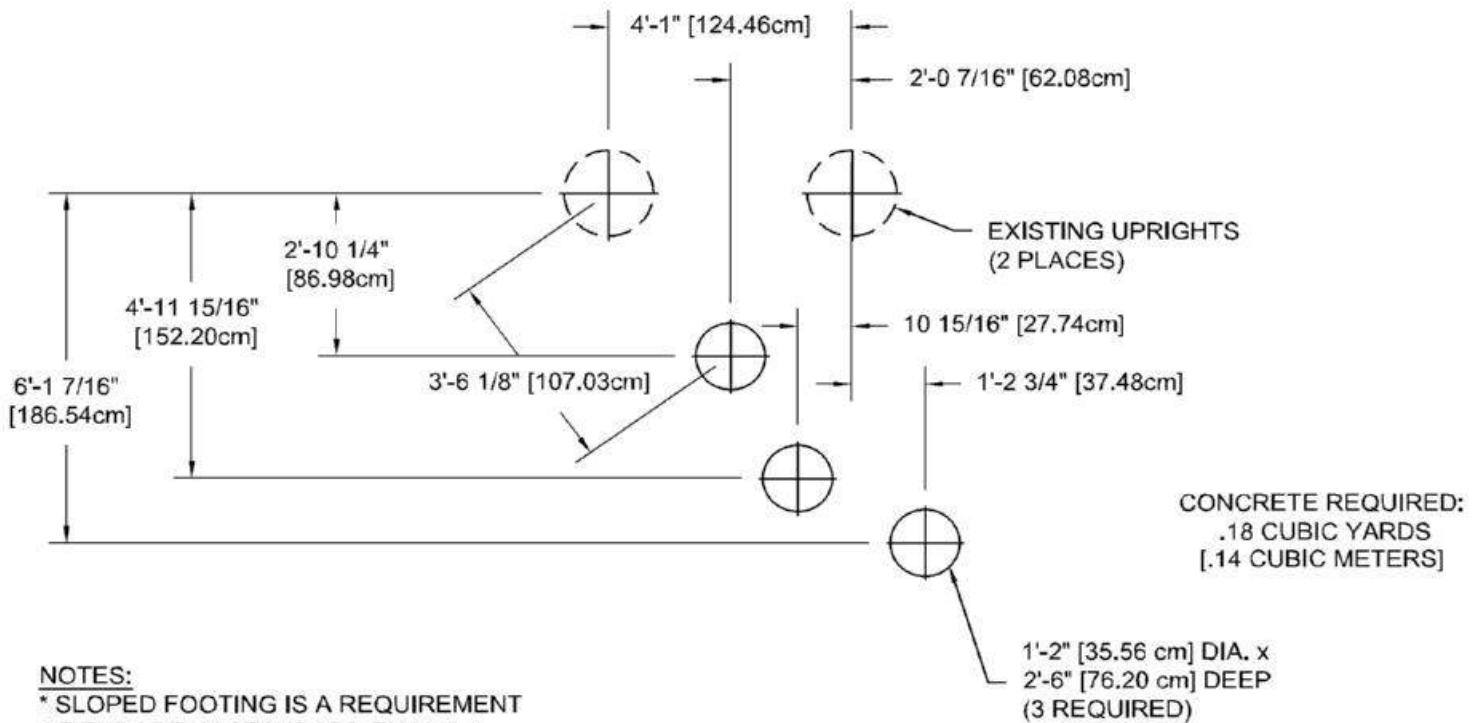 4'-1" [124.46cm]
2'-0 7/16" [62.08cm]
EXISTING UPRIGHTS
(2 PLACES)
2'-10 1/4"
[86.98cm]
4'-11 15/16"
[152.20cm]
10 15/16" [27.74cm]
6'-1 7/16"
[186.54cm]
3'-6 1/8" [107.03cm]
1'-2 3/4" [37.48cm]
CONCRETE REQUIRED:
.18 CUBIC YARDS
[.14 CUBIC METERS]
1'-2" [35.56 cm] DIA. x
2'-6" [76.20 cm] DEEP
(3 REQUIRED)
NOTES:
* SLOPED FOOTING IS A REQUIREMENT